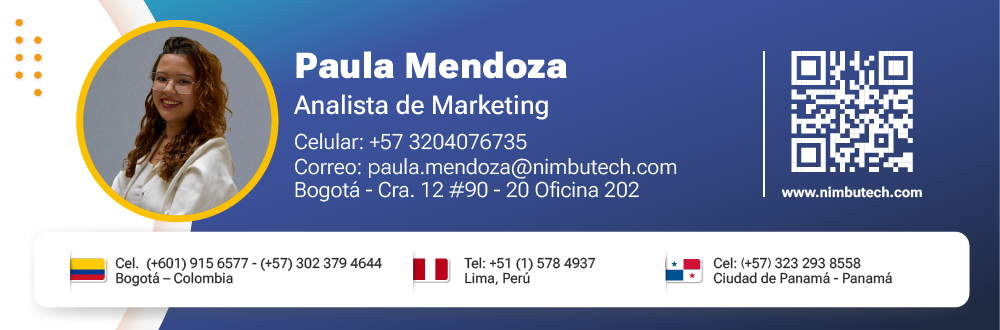 Paula Mendoza
Analista de Marketing
Celular: +57 3204076735
Correo: paula.mendoza@nimbutech.com
Bogotá - Cra. 12 #90 - 20 Oficina 202
www.nimbutech.com
Cel. (+601) 915 6577 - (+57) 302 379 4644
Bogotá – Colombia
Tel: +51 (1) 578 4937
Lima, Perú
Cel: (+57) 323 293 8558
Ciudad de Panamá - Panamá